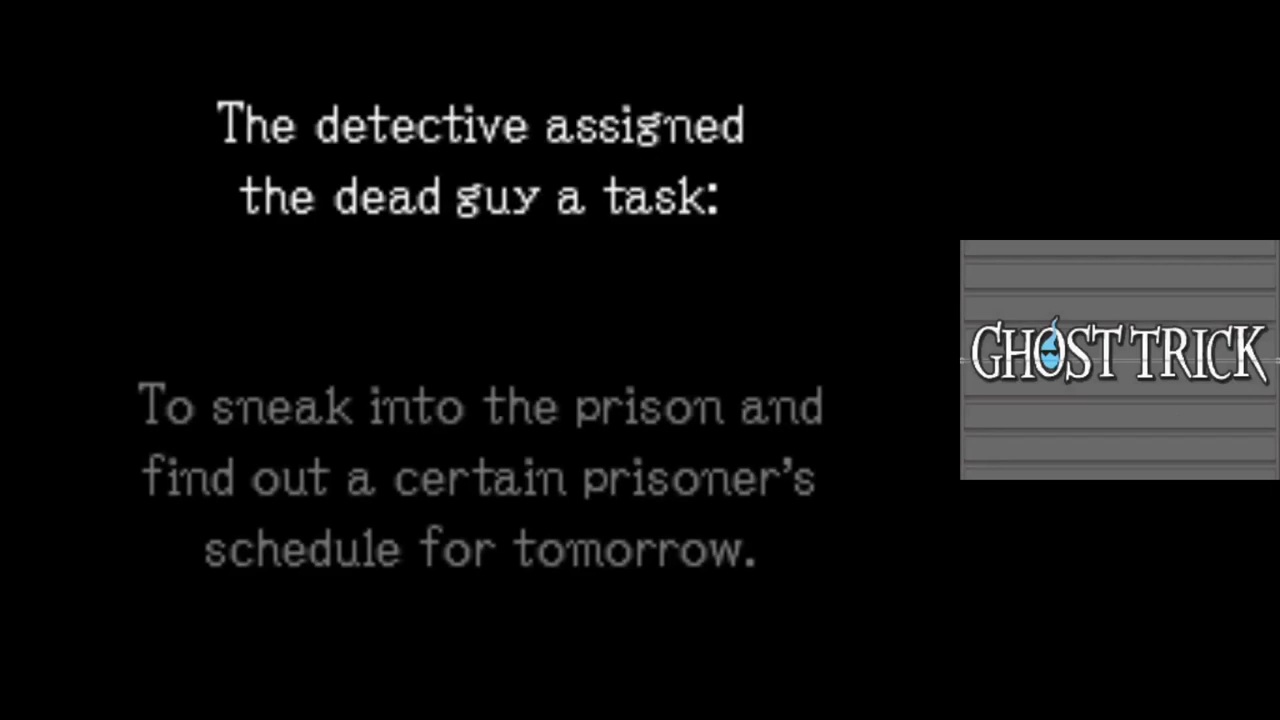 The detective assigned
the dead guy a task:
To sneak into the prison and
find out a certain prisoner's
schedule for tomorrow.
GHOST TRICK